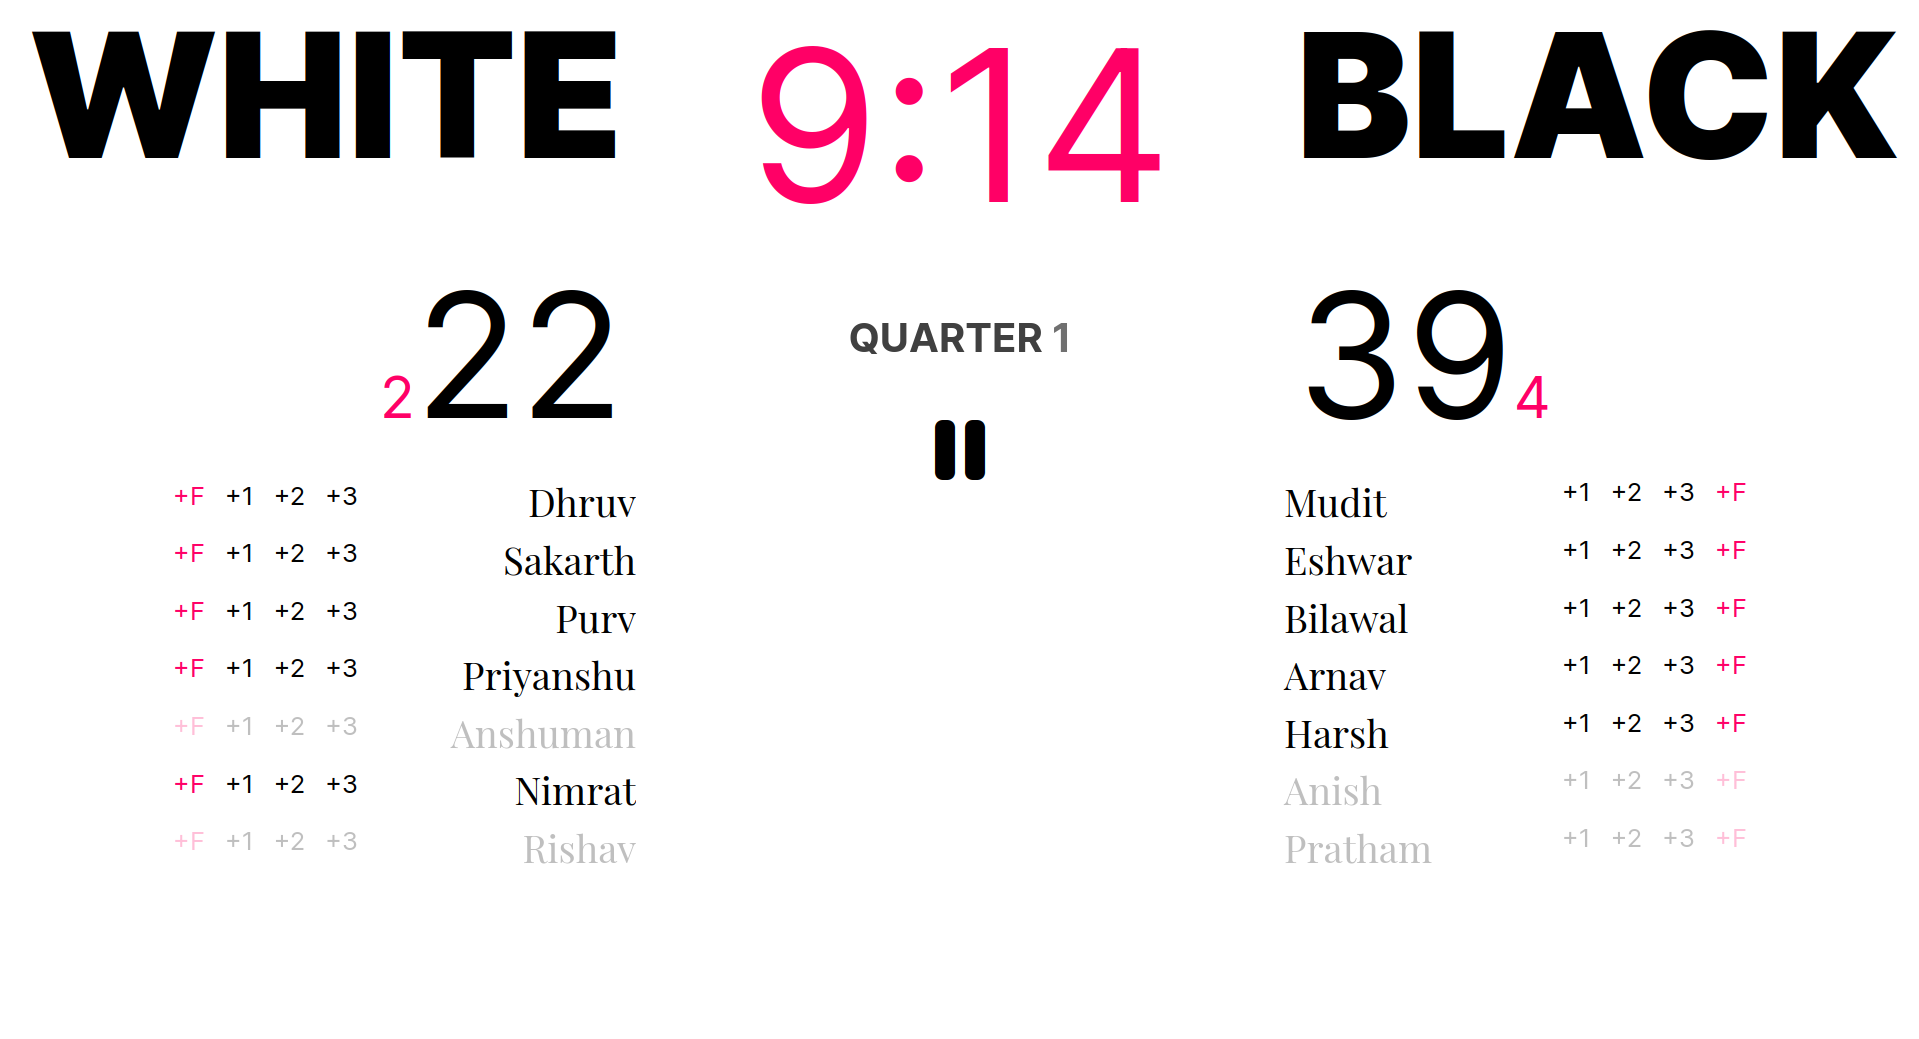 WHITE 9:14 BLACK
2 22 QUARTER 1 39 4
+F +1 +2 +3 Dhruv Mudit +1 +2 +3 +F
+F +1 +2 +3 Sakarth Eshwar +1 +2 +3 +F
+F +1 +2 +3 Purv Bilawal +1 +2 +3 +F
+F +1 +2 +3 Priyanshu Arnav +1 +2 +3 +F
+F +1 +2 +3 Anshuman Harsh +1 +2 +3 +F
+F +1 +2 +3 Nimrat Anish +1 +2 +3 +F
+F +1 +2 +3 Rishav Pratham +1 +2 +3 +F